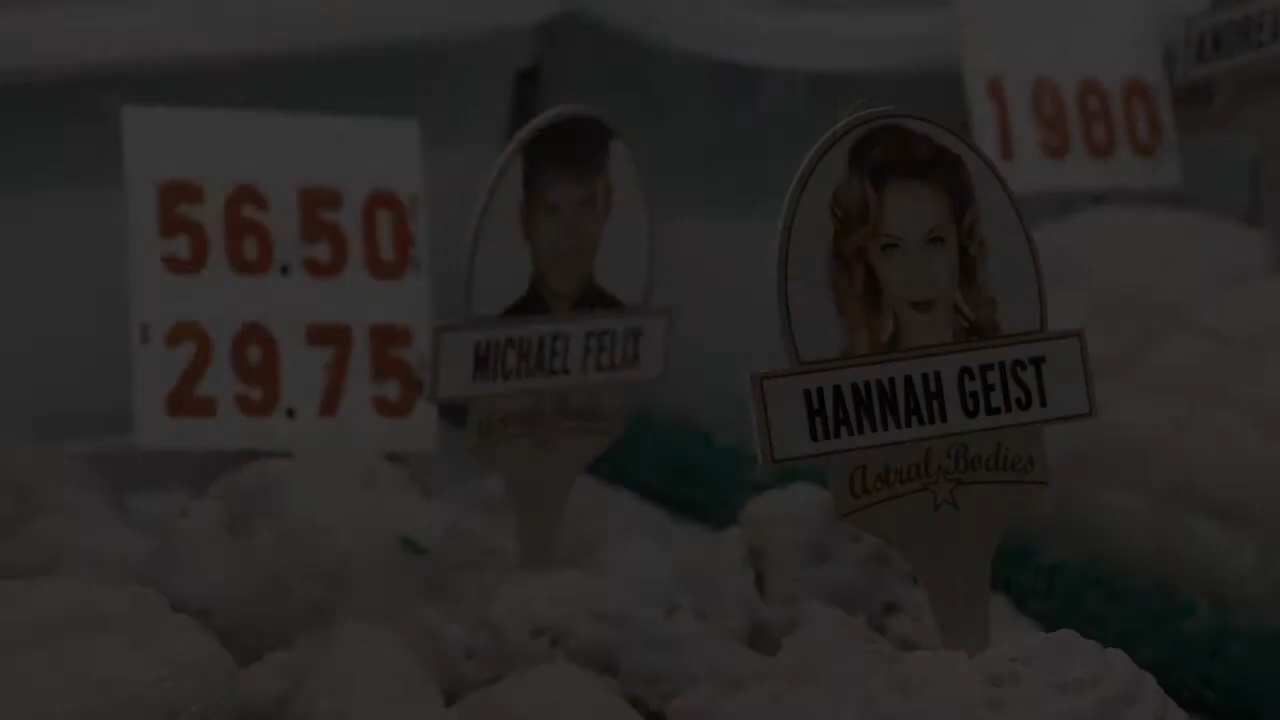 56.50
29.75
MICHAEL FELIX
HANNAH GEIST
Astral Bodies
1980